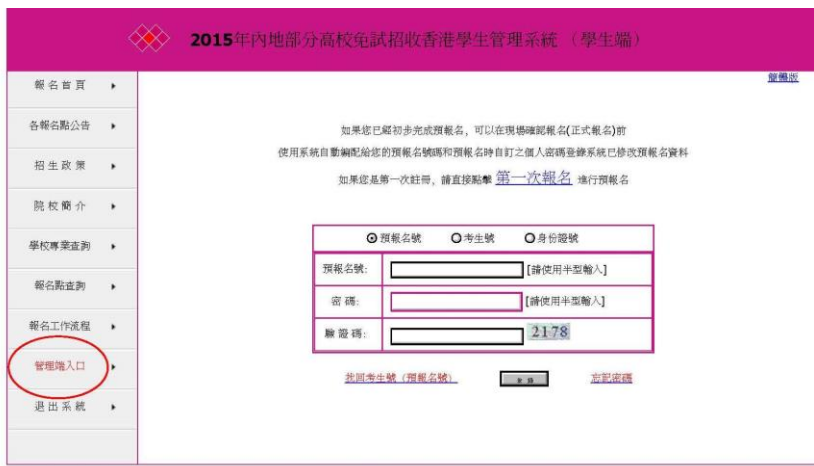 2015年內地部分高校免試招收香港學生管理系統 （學生端）
簡體版
報名首頁
各報名點公告
招生政策
院校簡介
學校專業查詢
報名點查詢
報名工作流程
管理端入口
退出系統
如果您已經初步完成預報名，可以在現場確認報名(正式報名)前
使用系統自動編配給您的預報名號碼和預報名時自訂之個人密碼登錄系統已修改預報名資料
如果您是第一次註冊，請直接點擊 第一次報名 進行預報名
預報名號 考生號 身份證號
預報名號: [請使用半型輸入]
密碼: [請使用半型輸入]
驗證碼: 2178
找回考生號（預報名號） 登錄 忘記密碼